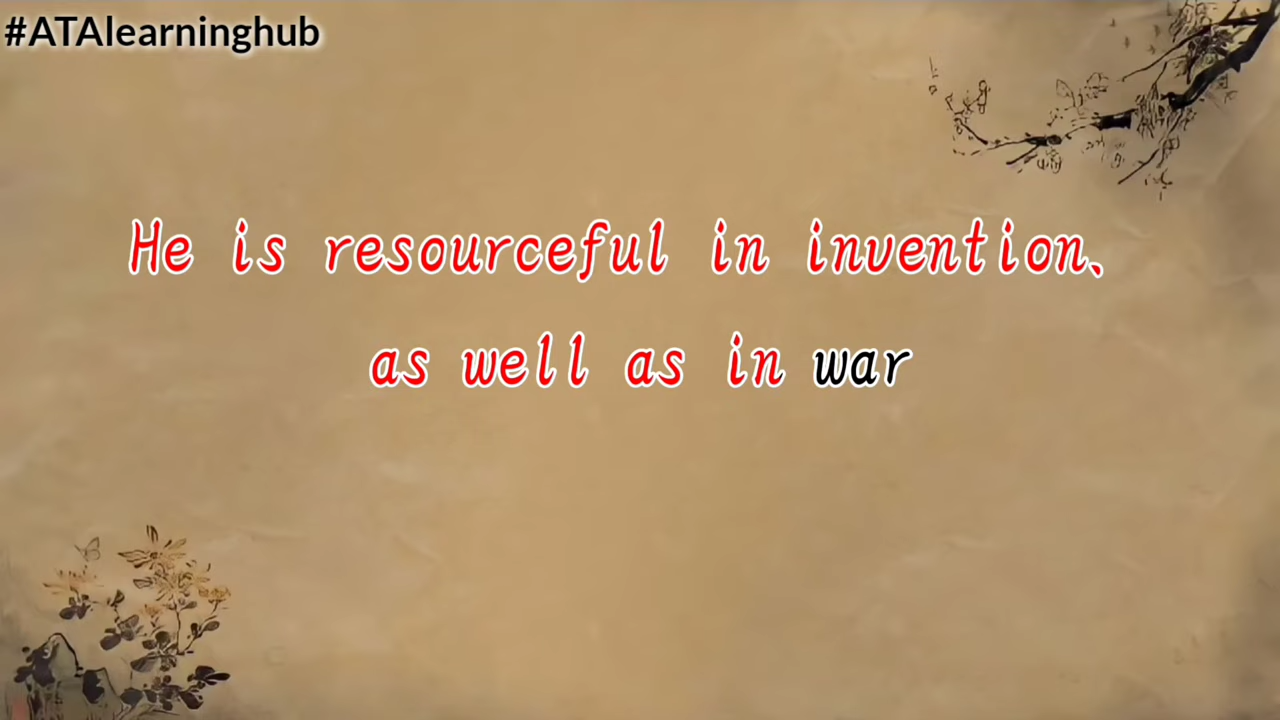 #ATAlearninghub
He is resourceful in invention、
as well as in war